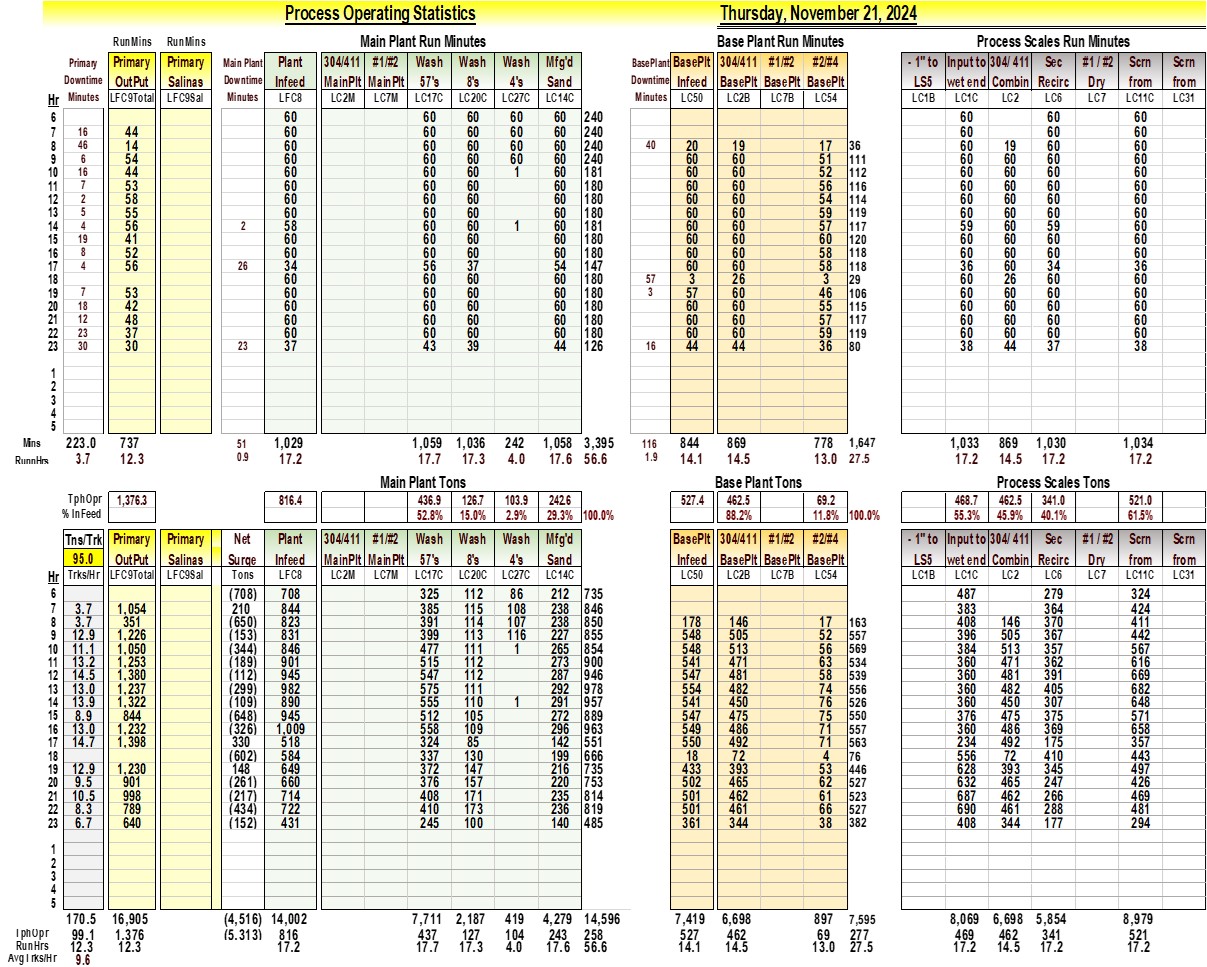 Process Operating Statistics Thursday, November 21, 2024
RunMins RunMins Main Plant Run Minutes Base Plant Run Minutes Process Scales Run Minutes
Primary Primary Primary Main Plant Plant 304/411 #1/#2 Wash Wash Wash Mfg'd BasePlant BasePlt 304/411 #1/#2 #2/#4 - 1" to Input to 304/ 411 Sec #1 / #2 Scrn Scrn
Downtime OutPut Salinas Downtime Infeed MainPlt MainPlt 57's 8's 4's Sand Downtime Infeed BasePlt BasePlt BasePlt LS5 wet end Combin Recirc Dry from from
Hr Minutes LFC9Total LFC9Sal Minutes LFC8 LC2M LC7M LC17C LC20C LC27C LC14C Minutes LC50 LC2B LC7B LC54 LC1B LC1C LC2 LC6 LC7 LC11C LC31
6 60 60 60 60 60 240 60 60 60
7 16 44 60 60 60 60 60 240 60 60 60
8 46 14 60 60 60 60 60 240 40 20 19 17 36 60 19 60 60
9 6 54 60 60 60 60 60 240 60 60 51 111 60 60 60 60
10 16 44 60 60 60 1 60 181 60 60 52 112 60 60 60 60
11 7 53 60 60 60 60 180 60 60 56 116 60 60 60 60
12 2 58 60 60 60 60 180 60 60 54 114 60 60 60 60
13 5 55 60 60 60 60 180 60 60 59 119 60 60 60 60
14 4 56 2 58 60 60 1 60 181 60 60 57 117 59 60 59 60
15 19 41 60 60 60 60 180 60 60 60 120 60 60 60 60
16 8 52 60 60 60 60 180 60 60 58 118 60 60 60 60
17 4 56 26 34 56 37 54 147 60 60 58 118 36 60 34 36
18 60 60 60 60 180 57 3 26 3 29 60 26 60 60
19 7 53 60 60 60 60 180 3 57 60 46 106 60 60 60 60
20 18 42 60 60 60 60 180 60 60 55 115 60 60 60 60
21 12 48 60 60 60 60 180 60 60 57 117 60 60 60 60
22 23 37 60 60 60 60 180 60 60 59 119 60 60 60 60
23 30 30 23 37 43 39 44 126 16 44 44 36 80 38 44 37 38
1
2
3
4
5
Mins 223.0 737 51 1,029 1,059 1,036 242 1,058 3,395 116 844 869 778 1,647 1,033 869 1,030 1,034
RunnHrs 3.7 12.3 0.9 17.2 17.7 17.3 4.0 17.6 56.6 1.9 14.1 14.5 13.0 27.5 17.2 14.5 17.2 17.2
Main Plant Tons Base Plant Tons Process Scales Tons
TphOpr 1,376.3 816.4 436.9 126.7 103.9 242.6 527.4 462.5 69.2 468.7 462.5 341.0 521.0
% InFeed 52.8% 15.0% 2.9% 29.3% 100.0% 88.2% 11.8% 100.0% 55.3% 45.9% 40.1% 61.5%
Tns/Trk Primary Primary Net Plant 304/411 #1/#2 Wash Wash Wash Mfg'd BasePlt 304/411 #1/#2 #2/#4 - 1" to Input to 304/ 411 Sec #1 / #2 Scrn Scrn
95.0 OutPut Salinas Surge Infeed MainPlt MainPlt 57's 8's 4's Sand Infeed BasePlt BasePlt BasePlt LS5 wet end Combin Recirc Dry from from
Hr Trks/Hr LFC9Total LFC9Sal Tons LFC8 LC2M LC7M LC17C LC20C LC27C LC14C LC50 LC2B LC7B LC54 LC1B LC1C LC2 LC6 LC7 LC11C LC31
6 (708) 708 325 112 86 212 735 487 279 324
7 3.7 1,054 210 844 385 115 108 238 846 383 364 424
8 3.7 351 (650) 823 391 114 107 238 850 178 146 17 163 408 146 370 411
9 12.9 1,226 (153) 831 399 113 116 227 855 548 505 52 557 396 505 367 442
10 11.1 1,050 (344) 846 477 111 1 265 854 548 513 56 569 384 513 357 567
11 13.2 1,253 (189) 901 515 112 273 900 541 471 63 534 360 471 362 616
12 14.5 1,380 (112) 945 547 112 287 946 547 481 58 539 360 481 391 669
13 13.0 1,237 (299) 982 575 111 292 978 554 482 74 556 360 482 405 682
14 13.9 1,322 (109) 890 555 110 1 291 957 541 450 76 526 360 450 307 648
15 8.9 844 (648) 945 512 105 272 889 547 475 75 550 376 475 375 571
16 13.0 1,232 (326) 1,009 558 109 296 963 549 486 71 557 360 486 369 658
17 14.7 1,398 330 518 324 85 142 551 550 492 71 563 234 492 175 357
18 (602) 584 337 130 199 666 18 72 4 76 556 72 410 443
19 12.9 1,230 148 649 372 147 216 735 433 393 53 446 628 393 345 497
20 9.5 901 (261) 660 376 157 220 753 502 465 62 527 632 465 247 426
21 10.5 998 (217) 714 408 171 235 814 501 462 61 523 687 462 266 469
22 8.3 789 (434) 722 410 173 236 819 501 461 66 527 690 461 288 481
23 6.7 640 (152) 431 245 100 140 485 361 344 38 382 408 344 177 294
1
2
3
4
5
170.5 16,905 (4,516) 14,002 7,711 2,187 419 4,279 14,596 7,419 6,698 897 7,595 8,069 6,698 5,854 8,979
TphOpr 99.1 1,376 (5,313) 816 437 127 104 243 258 527 462 69 277 469 462 341 521
RunHrs 12.3 12.3 17.2 17.7 17.3 4.0 17.6 56.6 14.1 14.5 13.0 27.5 17.2 14.5 17.2 17.2
Avg Trks/Hr 9.6